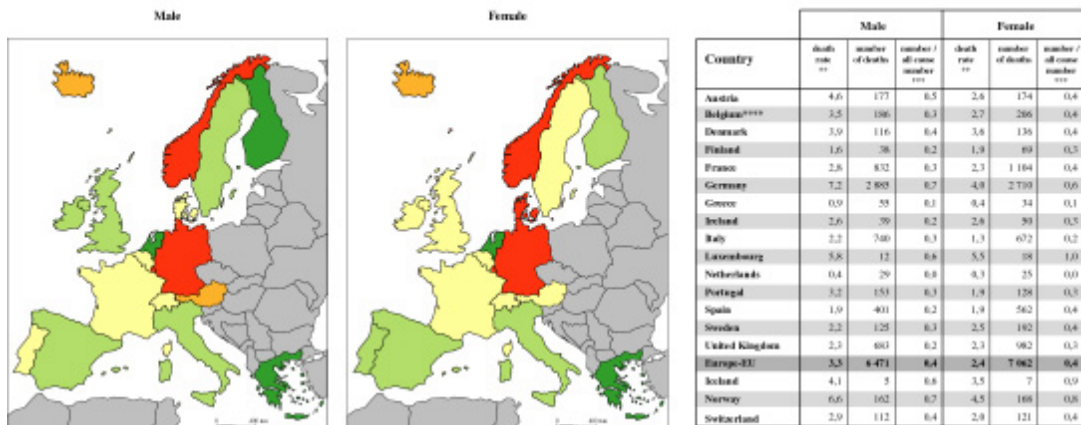 Male
Female
Male Female
Country death rate ** number of deaths number / all cause number *** death rate ** number of deaths number / all cause number ***
Austria 4,6 177 0,5 2,6 174 0,4
Belgium**** 3,5 186 0,3 2,7 206 0,4
Denmark 3,9 116 0,4 3,6 136 0,4
Finland 1,6 38 0,2 1,9 69 0,3
France 2,8 832 0,3 2,3 1 104 0,4
Germany 7,2 2 885 0,7 4,0 2 710 0,6
Greece 0,9 55 0,1 0,4 34 0,1
Ireland 2,6 39 0,2 2,6 50 0,3
Italy 2,2 740 0,3 1,3 672 0,2
Luxembourg 5,8 12 0,6 5,5 18 1,0
Netherlands 0,4 29 0,0 0,3 25 0,0
Portugal 3,2 153 0,3 1,9 128 0,3
Spain 1,9 401 0,2 1,9 562 0,4
Sweden 2,2 125 0,3 2,5 192 0,4
United Kingdom 2,3 683 0,2 2,3 982 0,3
Europe-EU 3,3 6 471 0,4 2,4 7 062 0,4
Iceland 4,1 5 0,6 3,5 7 0,9
Norway 6,6 162 0,7 4,5 168 0,8
Switzerland 2,9 112 0,4 2,0 121 0,4